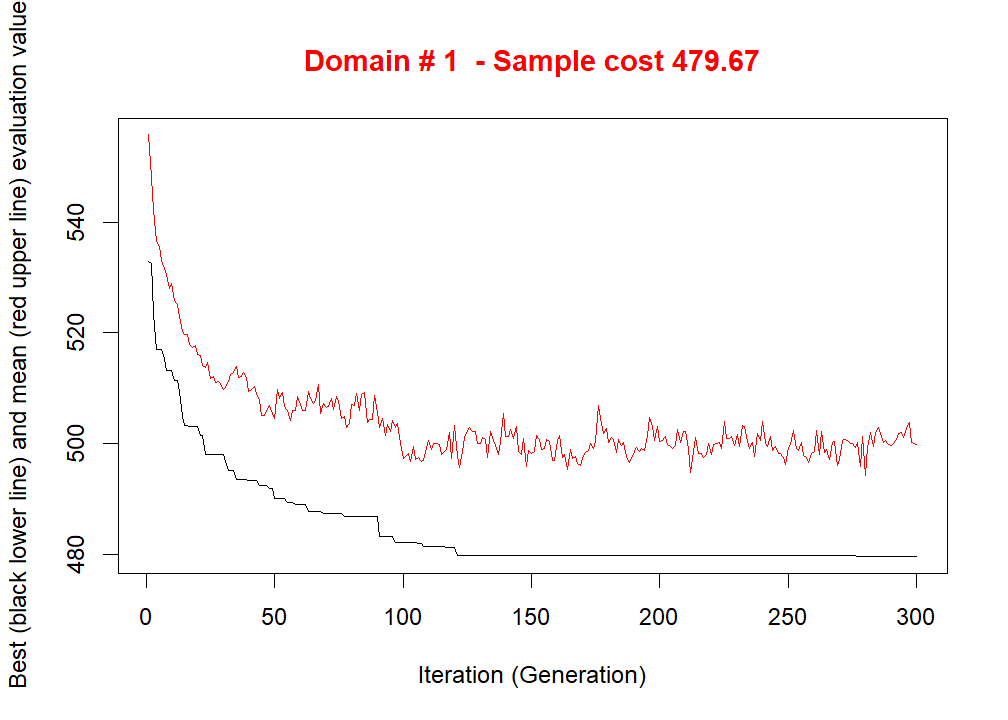 Domain # 1  - Sample cost 479.67
Best (black lower line) and mean (red upper line) evaluation value
540
520
500
480
0 50 100 150 200 250 300
Iteration (Generation)